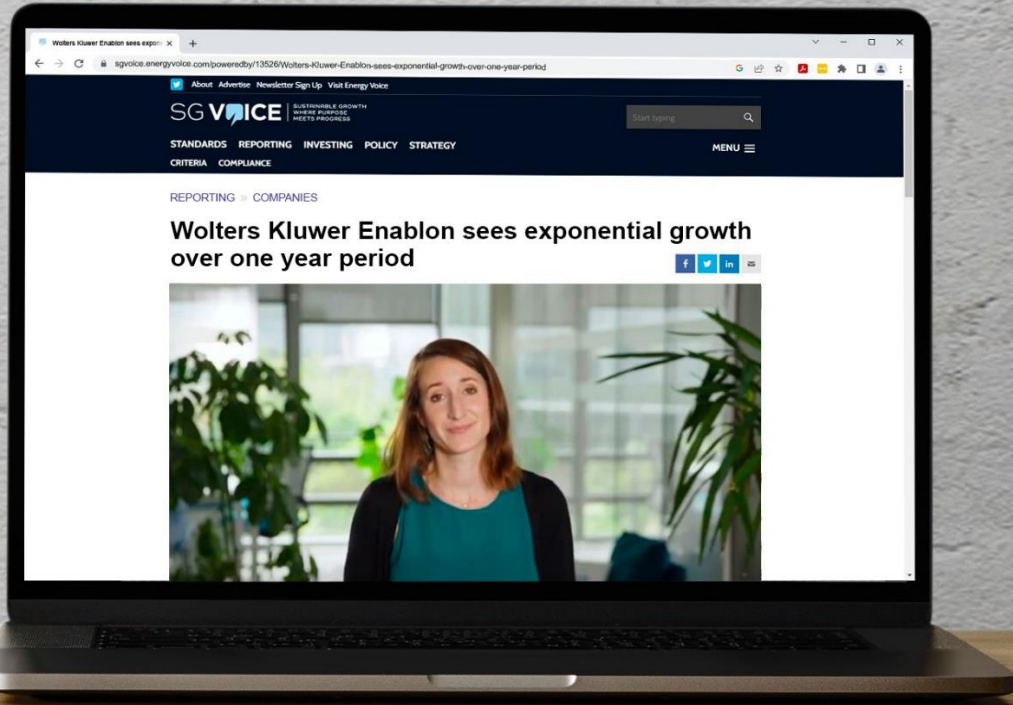 Wolters Kluwer Enablon sees expon
sgvoice.energyvoice.com/poweredby/13526/Wolters-Kluwer-Enablon-sees-exponential-growth-over-one-year-period
About Advertise Newsletter Sign Up Visit Energy Voice
SG VOICE
SUSTAINABLE GROWTH
WHERE PURPOSE
MEETS PROGRESS
Start typing
STANDARDS REPORTING INVESTING POLICY STRATEGY
MENU
CRITERIA COMPLIANCE
REPORTING » COMPANIES
Wolters Kluwer Enablon sees exponential growth
over one year period
f in